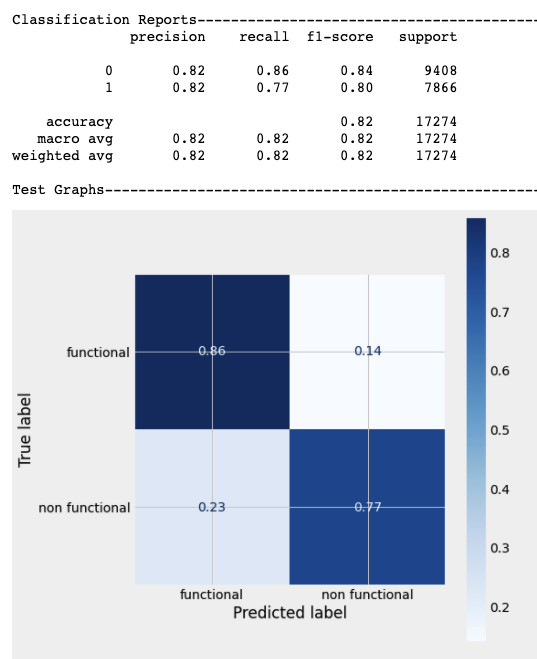 Classification Reports---------------------------------------
precision recall f1-score support
0 0.82 0.86 0.84 9408
1 0.82 0.77 0.80 7866
accuracy 0.82 17274
macro avg 0.82 0.82 0.82 17274
weighted avg 0.82 0.82 0.82 17274
Test Graphs--------------------------------------------------
0.8
0.7
0.6
0.5
0.4
0.3
0.2
True label
functional 0.86 0.14
non functional 0.23 0.77
functional non functional
Predicted label